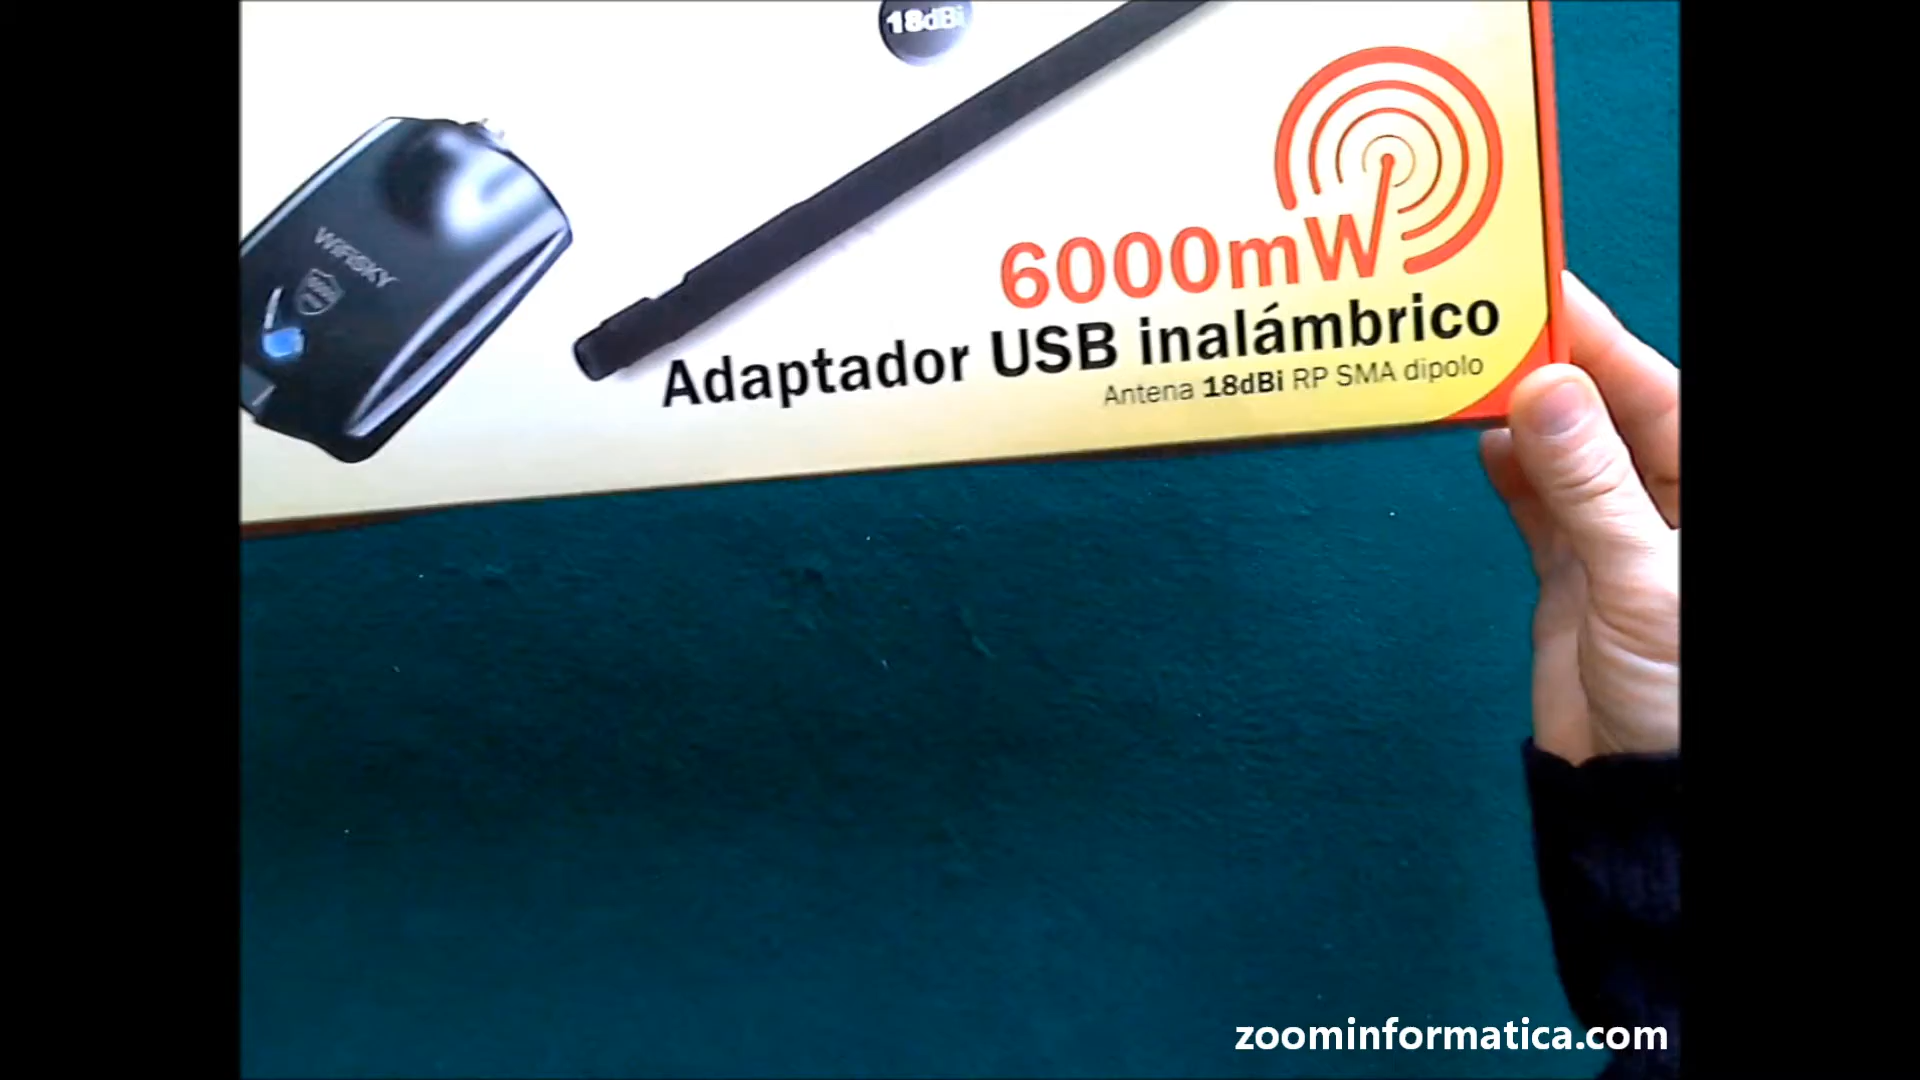 18dBi
WIFISKY
6000mW
Adaptador USB inalámbrico
Antena 18dBi RP SMA dipolo
zoominformatica.com